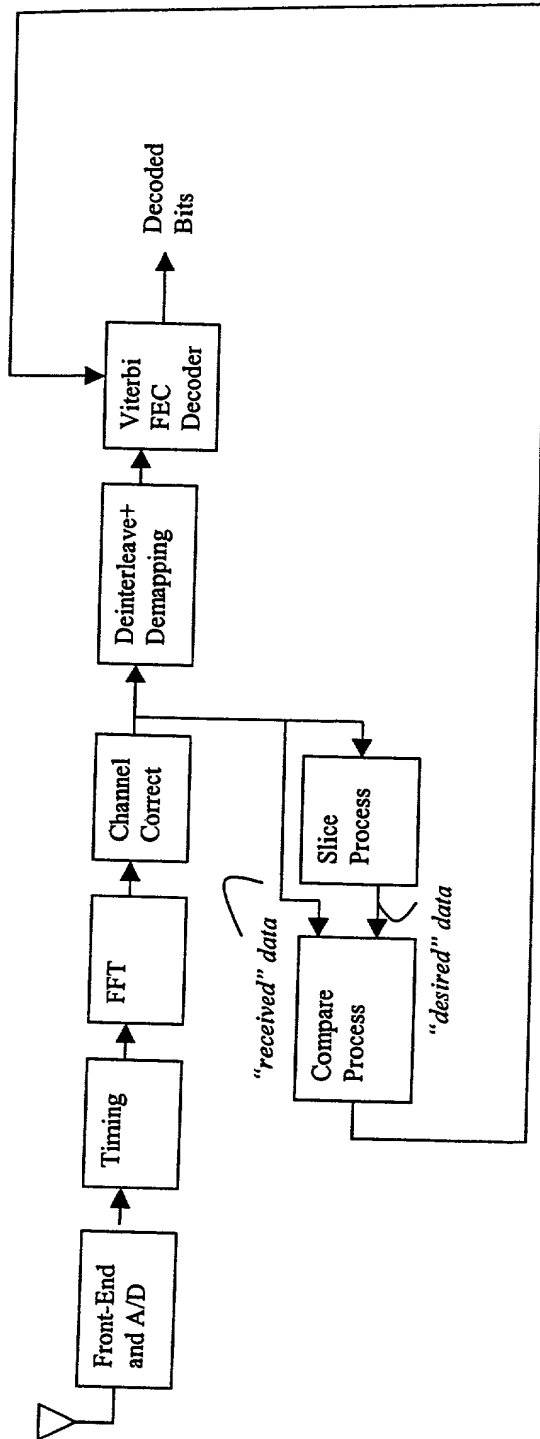 Front-End
and A/D
Timing
FFT
Channel
Correct
Deinterleave+
Demapping
Viterbi
FEC
Decoder
Decoded
Bits
"received" data
Compare
Process
Slice
Process
"desired" data